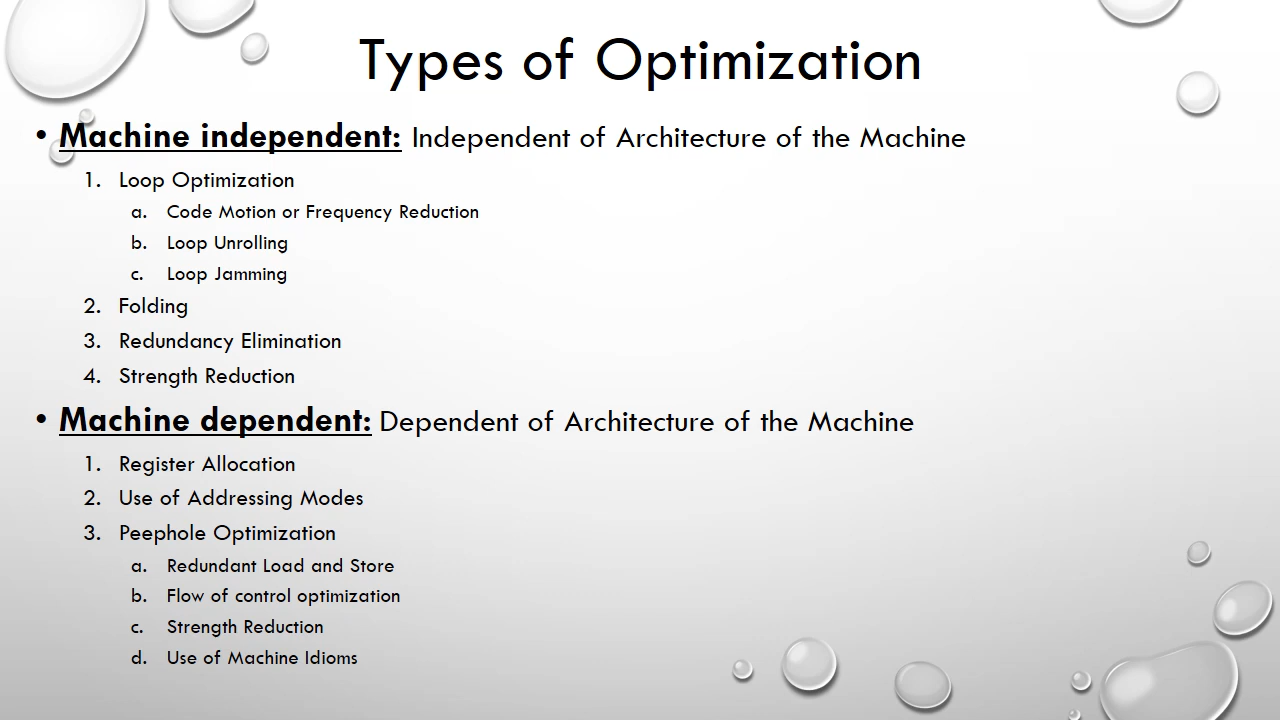 Types of Optimization
• Machine independent: Independent of Architecture of the Machine
1. Loop Optimization
a. Code Motion or Frequency Reduction
b. Loop Unrolling
c. Loop Jamming
2. Folding
3. Redundancy Elimination
4. Strength Reduction
• Machine dependent: Dependent of Architecture of the Machine
1. Register Allocation
2. Use of Addressing Modes
3. Peephole Optimization
a. Redundant Load and Store
b. Flow of control optimization
c. Strength Reduction
d. Use of Machine Idioms